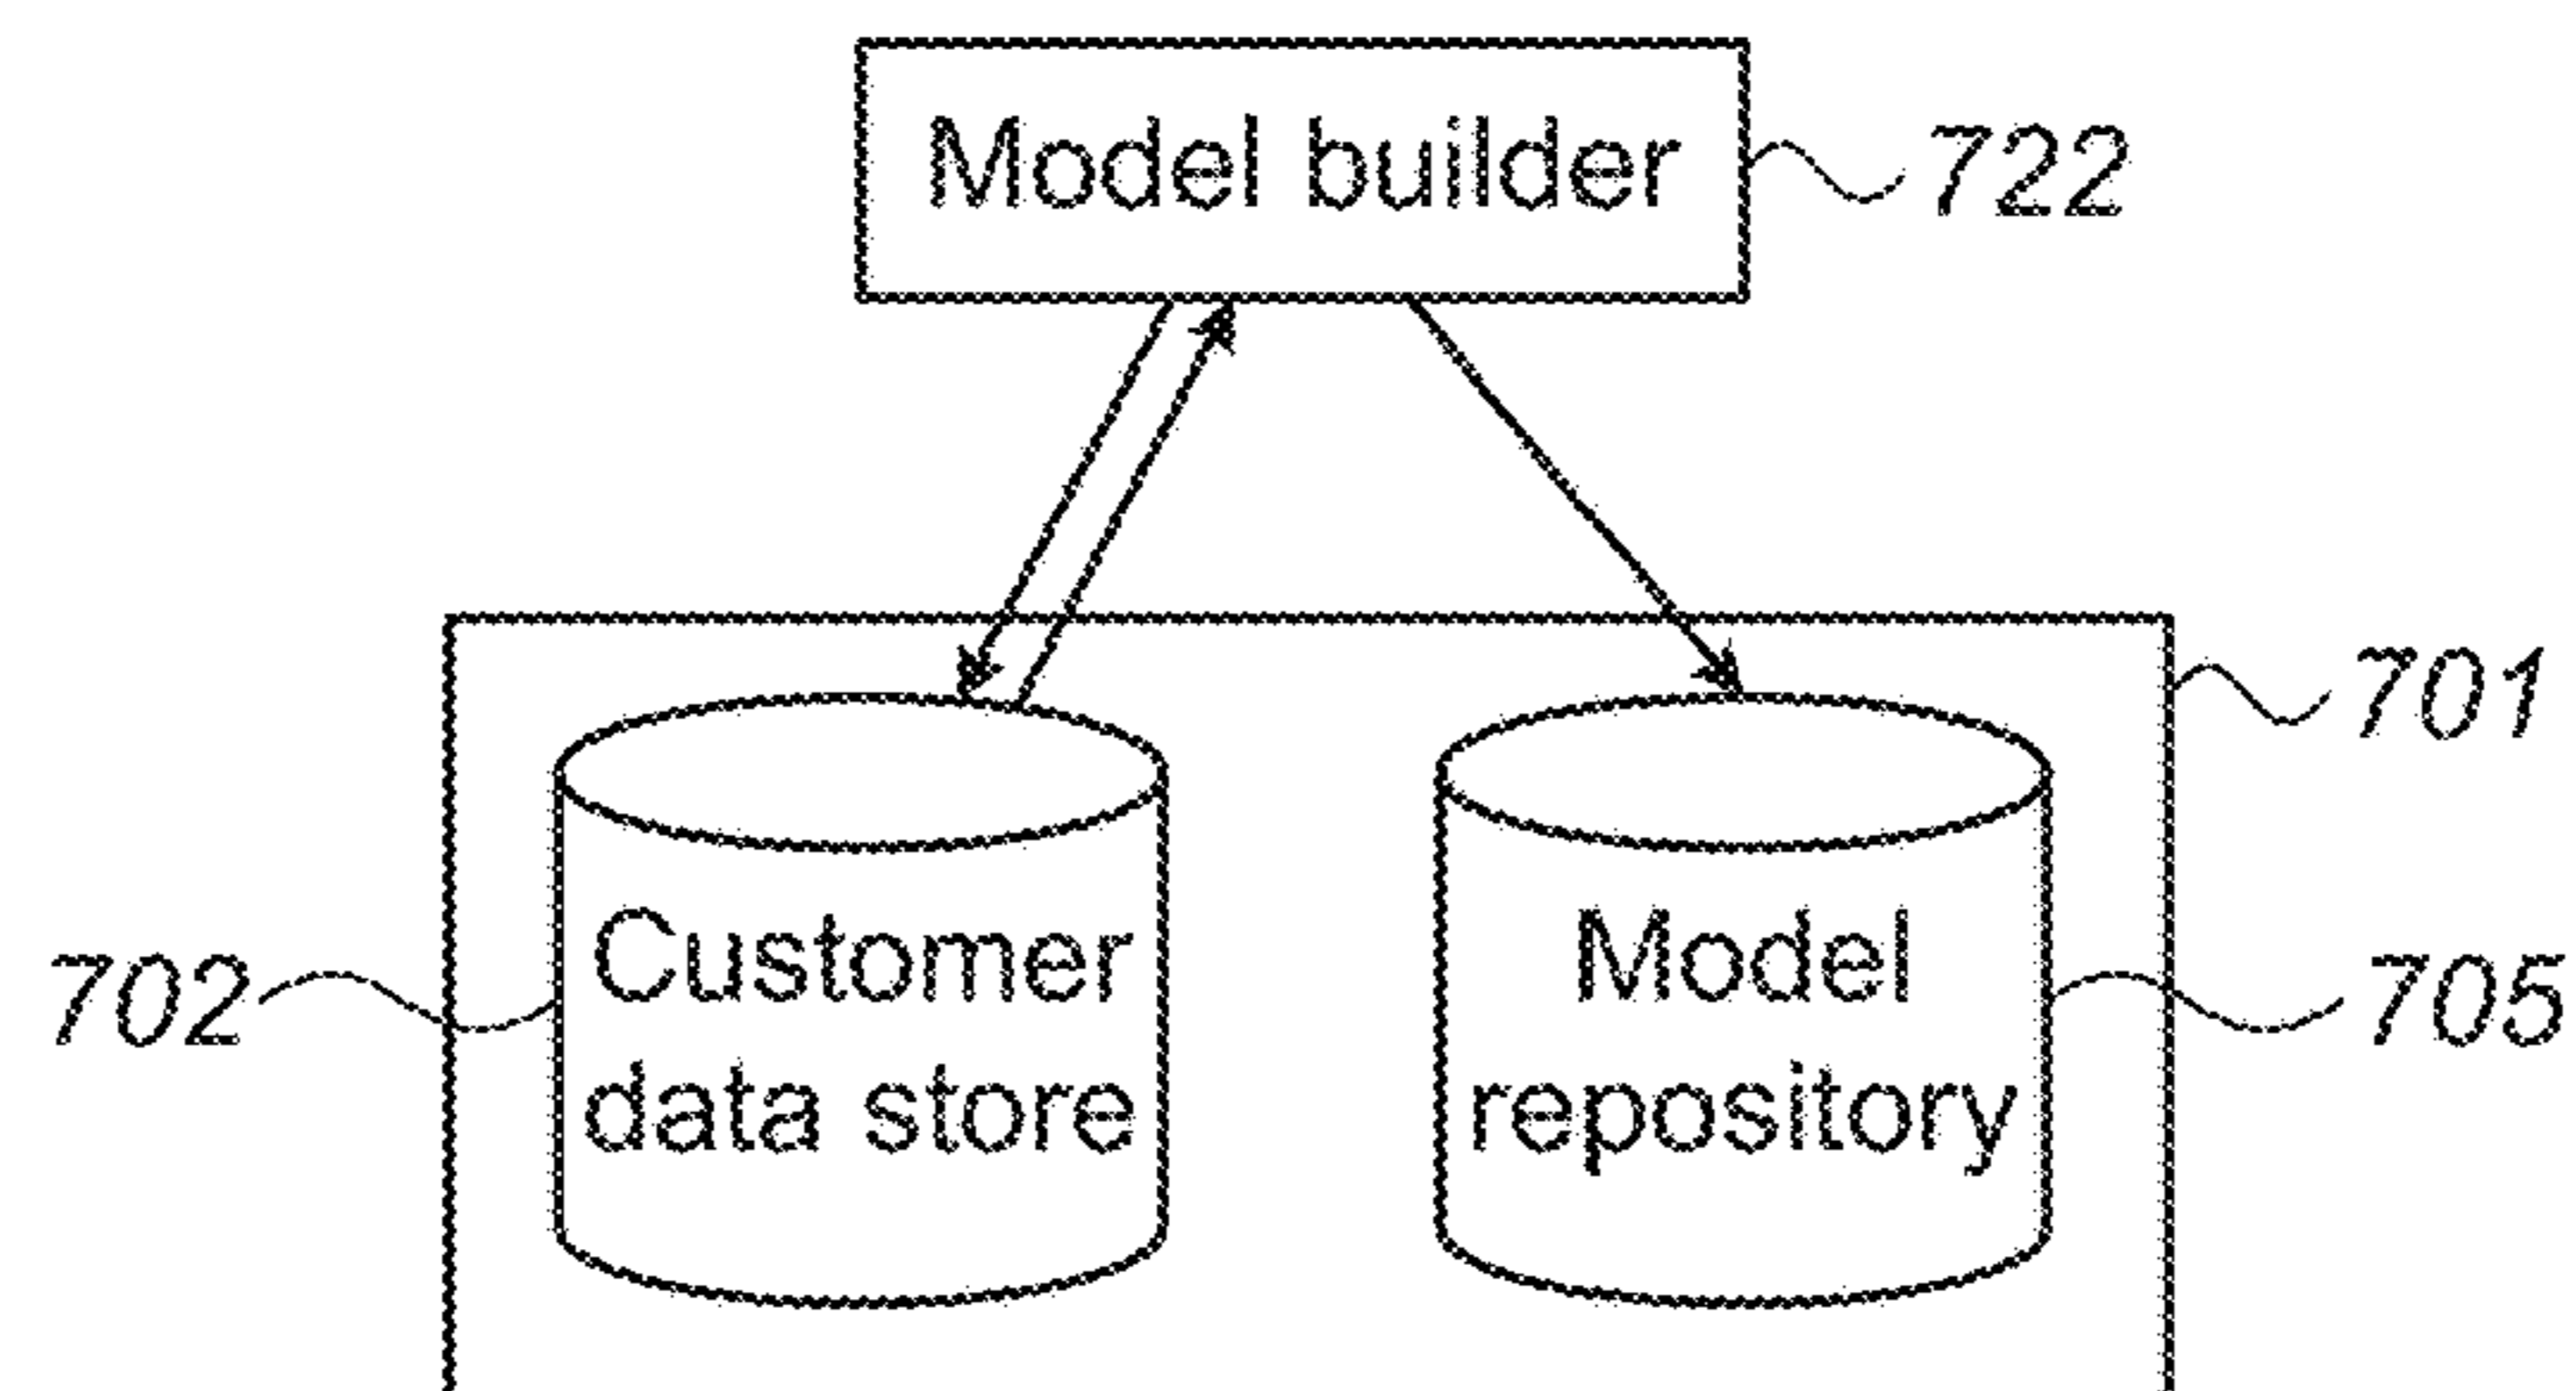 Model builder
722
701
702
Customer
data store
Model
repository
705